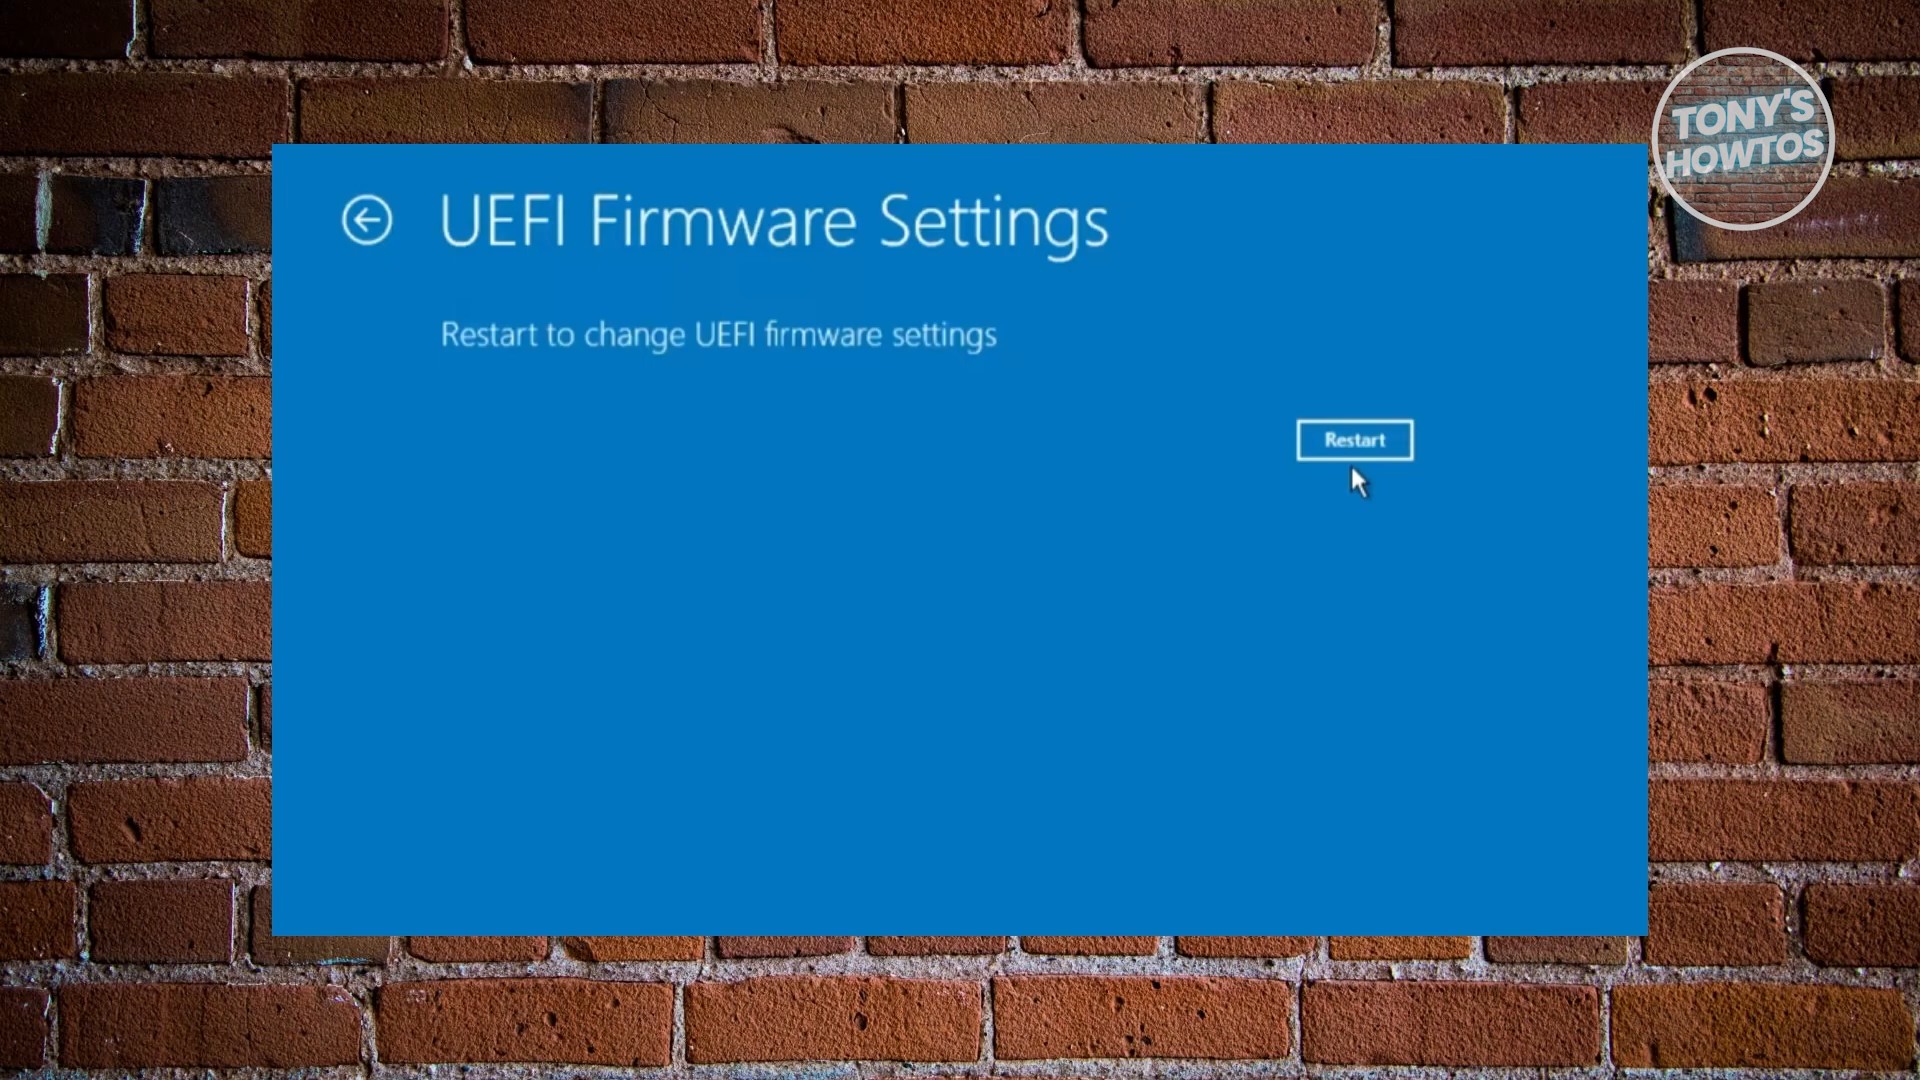 TONY'S
HOWTOS
UEFI Firmware Settings
Restart to change UEFI firmware settings
Restart